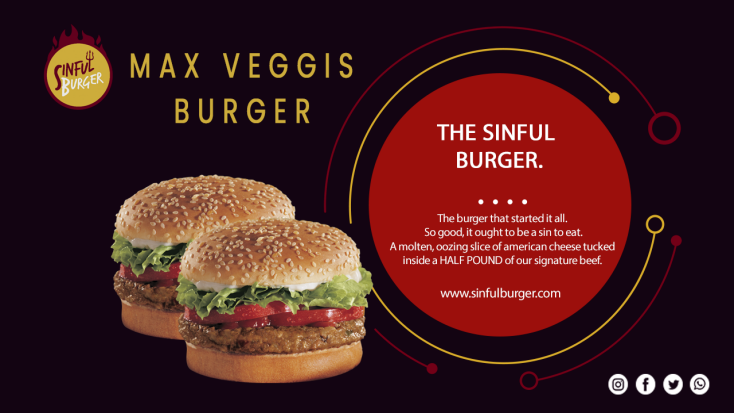 SINFUL
BURGER
MAX VEGGIS
BURGER
THE SINFUL
BURGER.
The burger that started it all.
So good, it ought to be a sin to eat.
A molten, oozing slice of american cheese tucked
inside a HALF POUND of our signature beef.
www.sinfulburger.com